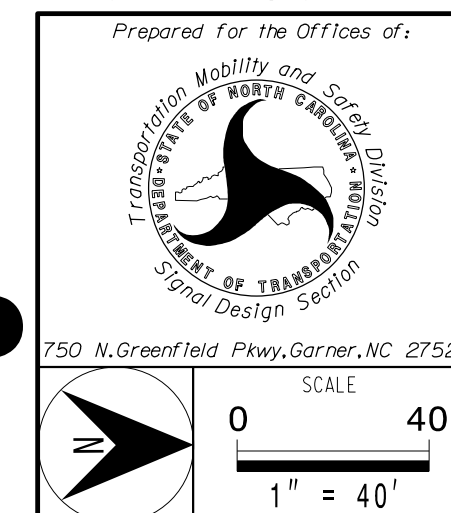 Prepared for the Offices of:
Transportation Mobility and Safety Division
STATE OF NORTH CAROLINA
DEPARTMENT OF TRANSPORTATION
Signal Design Section
750 N.Greenfield Pkwy,Garner,NC 2752
SCALE
0 40
N
1" = 40'